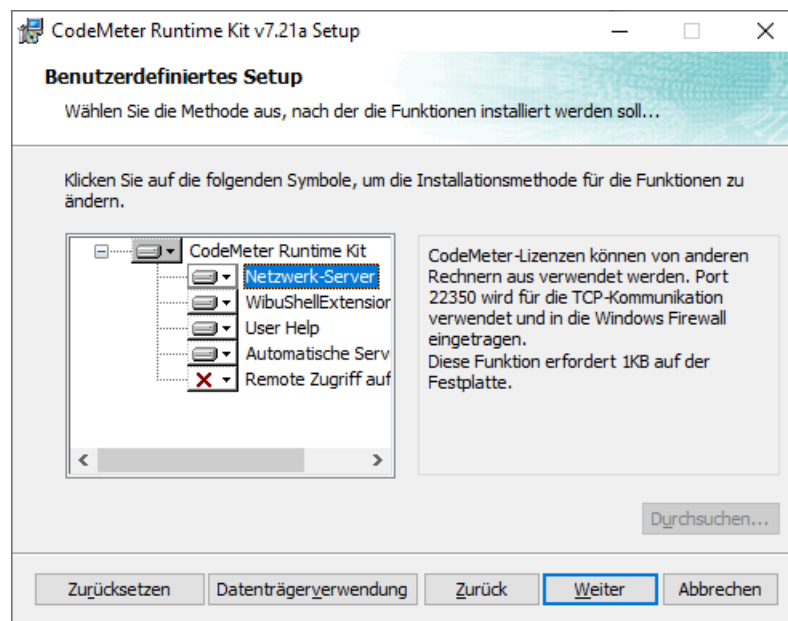 CodeMeter Runtime Kit v7.21a Setup
Benutzerdefiniertes Setup
Wählen Sie die Methode aus, nach der die Funktionen installiert werden soll...
Klicken Sie auf die folgenden Symbole, um die Installationsmethode für die Funktionen zu
ändern.
CodeMeter Runtime Kit
Netzwerk-Server
WibuShellExtension
User Help
Automatische Serv
Remote Zugriff auf
CodeMeter-Lizenzen können von anderen
Rechnern aus verwendet werden. Port
22350 wird für die TCP-Kommunikation
verwendet und in die Windows Firewall
eingetragen.
Diese Funktion erfordert 1KB auf der
Festplatte.
Durchsuchen...
Zurücksetzen
Datenträgerverwendung
Zurück
Weiter
Abbrechen